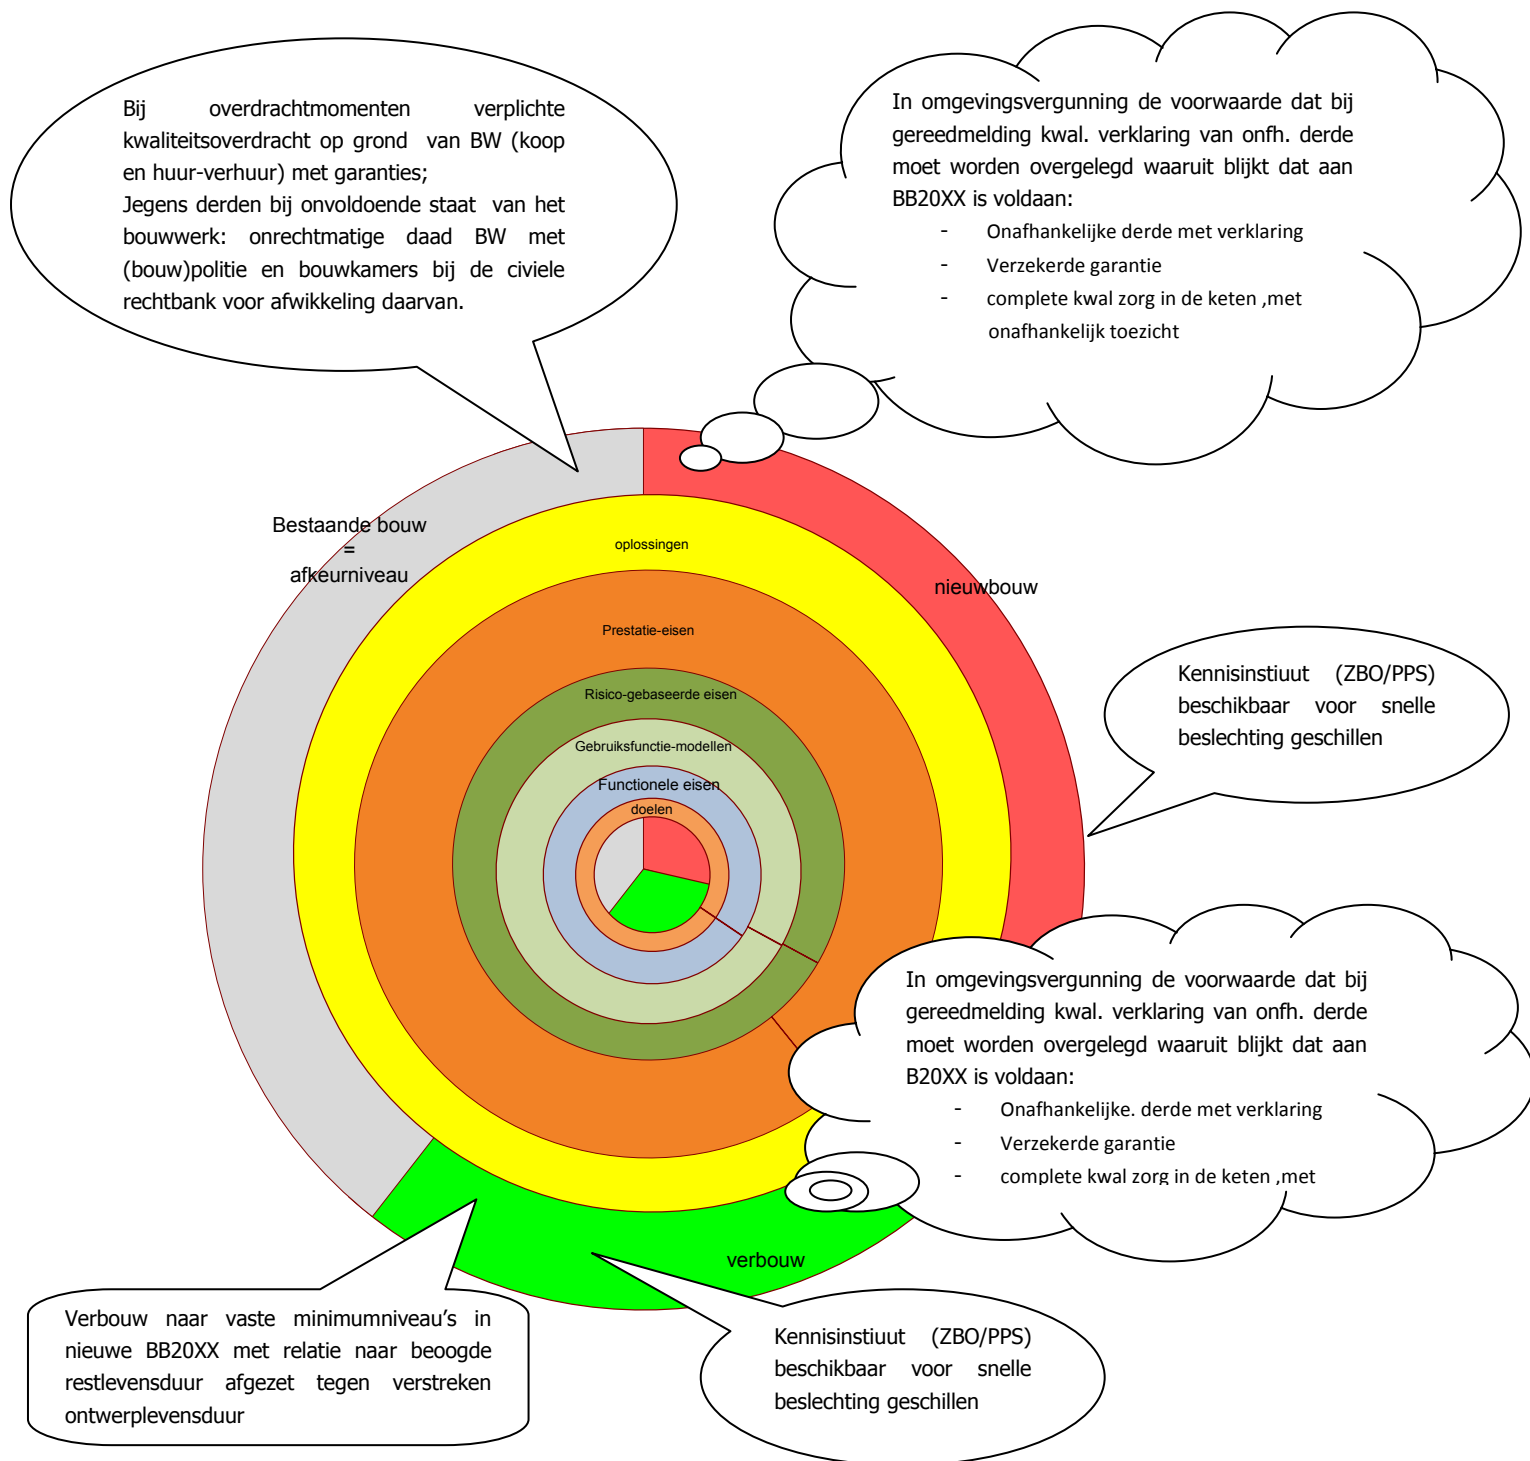 Bij overdrachtmomenten verplichte
kwaliteitsoverdracht op grond van BW (koop
en huur-verhuur) met garanties;
Jegens derden bij onvoldoende staat van het
bouwwerk: onrechtmatige daad BW met
(bouw)politie en bouwkamers bij de civiele
rechtbank voor afwikkeling daarvan.
In omgevingsvergunning de voorwaarde dat bij
gereedmelding kwal. verklaring van onfh. derde
moet worden overgelegd waaruit blijkt dat aan
BB20XX is voldaan:
- Onafhankelijke derde met verklaring
- Verzekerde garantie
- complete kwal zorg in de keten ,met
onafhankelijk toezicht
Bestaande bouw
=
afkeurniveau
oplossingen
nieuwbouw
Prestatie-eisen
Risico-gebaseerde eisen
Gebruiksfunctie-modellen
Functionele eisen
doelen
Kennisinstiuut (ZBO/PPS)
beschikbaar voor snelle
beslechting geschillen
In omgevingsvergunning de voorwaarde dat bij
gereedmelding kwal. verklaring van onfh. derde
moet worden overgelegd waaruit blijkt dat aan
B20XX is voldaan:
- Onafhankelijke. derde met verklaring
- Verzekerde garantie
- complete kwal zorg in de keten ,met
verbouw
Verbouw naar vaste minimumniveau's in
nieuwe BB20XX met relatie naar beoogde
restlevensduur afgezet tegen verstreken
ontwerplevensduur
Kennisinstiuut (ZBO/PPS)
beschikbaar voor snelle
beslechting geschillen